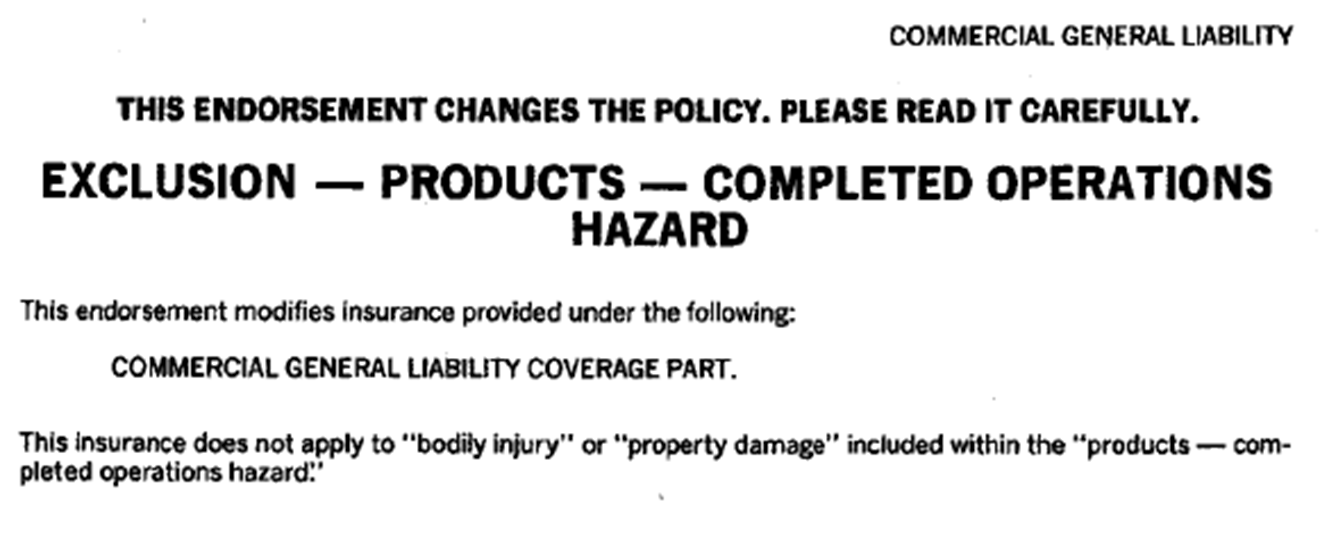 COMMERCIAL GENERAL LIABILITY
THIS ENDORSEMENT CHANGES THE POLICY. PLEASE READ IT CAREFULLY.
EXCLUSION — PRODUCTS — COMPLETED OPERATIONS
HAZARD
This endorsement modifies insurance provided under the following:
COMMERCIAL GENERAL LIABILITY COVERAGE PART.
This insurance does not apply to "bodily injury" or "property damage" included within the "products — com-
pleted operations hazard."